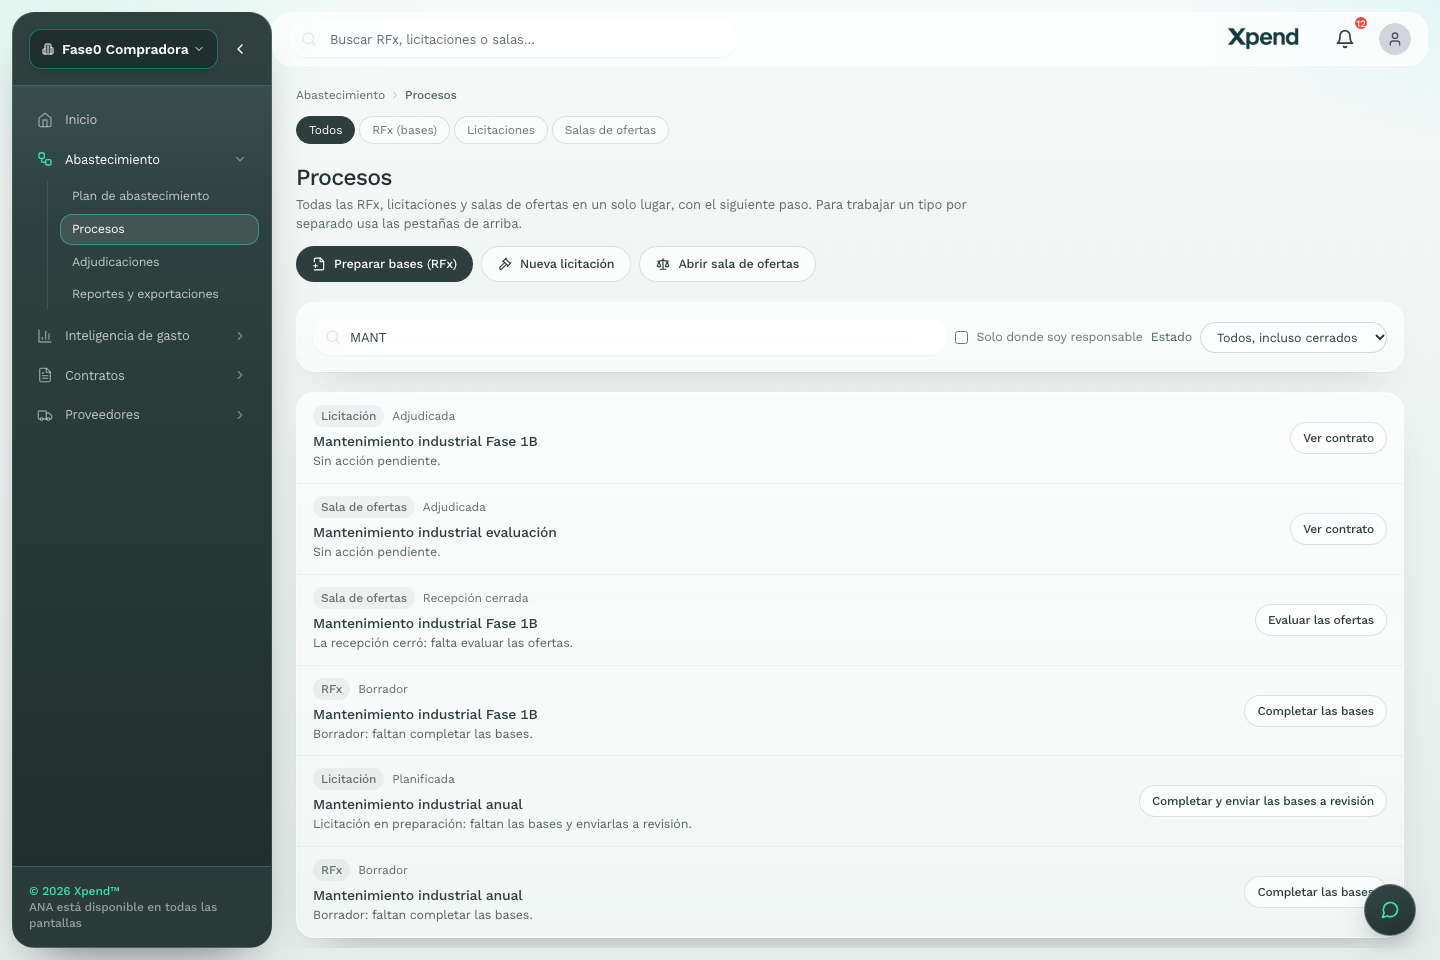 Fase0 Compradora
Buscar RFx, licitaciones o salas...
Xpend
12
Inicio
Abastecimiento
Plan de abastecimiento
Procesos
Adjudicaciones
Reportes y exportaciones
Inteligencia de gasto
Contratos
Proveedores
© 2026 Xpend™
ANA está disponible en todas las
pantallas
Abastecimiento > Procesos
Todos
RFx (bases)
Licitaciones
Salas de ofertas
Procesos
Todas las RFx, licitaciones y salas de ofertas en un solo lugar, con el siguiente paso. Para trabajar un tipo por
separado usa las pestañas de arriba.
Preparar bases (RFx)
Nueva licitación
Abrir sala de ofertas
MANT
Solo donde soy responsable
Estado
Todos, incluso cerrados
Licitación Adjudicada
Mantenimiento industrial Fase 1B
Sin acción pendiente.
Ver contrato
Sala de ofertas Adjudicada
Mantenimiento industrial evaluación
Sin acción pendiente.
Ver contrato
Sala de ofertas Recepción cerrada
Mantenimiento industrial Fase 1B
La recepción cerró: falta evaluar las ofertas.
Evaluar las ofertas
RFx Borrador
Mantenimiento industrial Fase 1B
Borrador: faltan completar las bases.
Completar las bases
Licitación Planificada
Mantenimiento industrial anual
Licitación en preparación: faltan las bases y enviarlas a revisión.
Completar y enviar las bases a revisión
RFx Borrador
Mantenimiento industrial anual
Borrador: faltan completar las bases.
Completar las bases